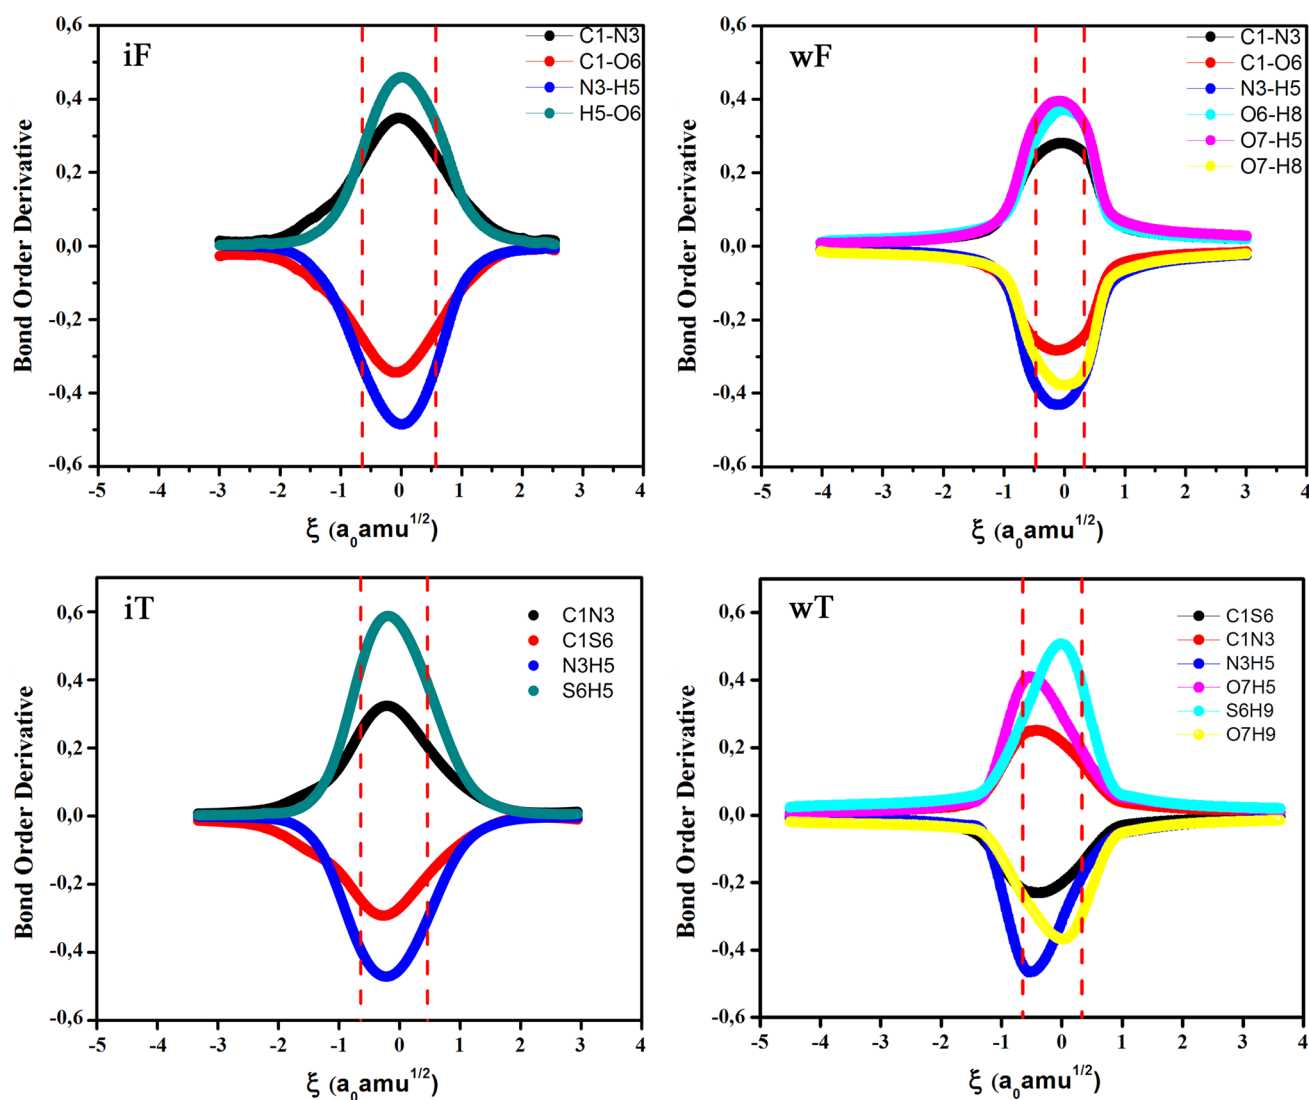 iF
C1-N3
C1-O6
N3-H5
H5-O6
0,6
0,4
0,2
0,0
-0,2
-0,4
-0,6
Bond Order Derivative
-5 -4 -3 -2 -1 0 1 2 3 4
ξ (a0amu1/2)
wF
C1-N3
C1-O6
N3-H5
O6-H8
O7-H5
O7-H8
0,6
0,4
0,2
0,0
-0,2
-0,4
-0,6
Bond Order Derivative
-4 -3 -2 -1 0 1 2 3 4
ξ (a0amu1/2)
iT
C1N3
C1S6
N3H5
S6H5
0,6
0,4
0,2
0,0
-0,2
-0,4
-0,6
Bond Order Derivative
-5 -4 -3 -2 -1 0 1 2 3 4
ξ (a0amu1/2)
wT
C1S6
C1N3
N3H5
O7H5
S6H9
O7H9
0,6
0,4
0,2
0,0
-0,2
-0,4
-0,6
Bond Order Derivative
-5 -4 -3 -2 -1 0 1 2 3 4
ξ (a0amu1/2)